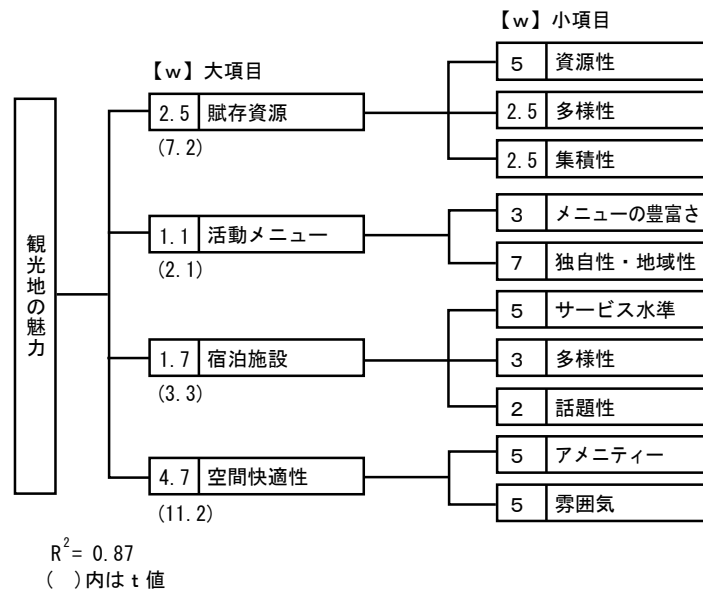 【w】小項目
【w】大項目
観光地の魅力
2.5 賦存資源
(7.2)
5 資源性
2.5 多様性
2.5 集積性
1.1 活動メニュー
(2.1)
3 メニューの豊富さ
7 独自性・地域性
1.7 宿泊施設
(3.3)
5 サービス水準
3 多様性
2 話題性
4.7 空間快適性
(11.2)
5 アメニティー
5 雰囲気
R²= 0.87
( )内は t 値